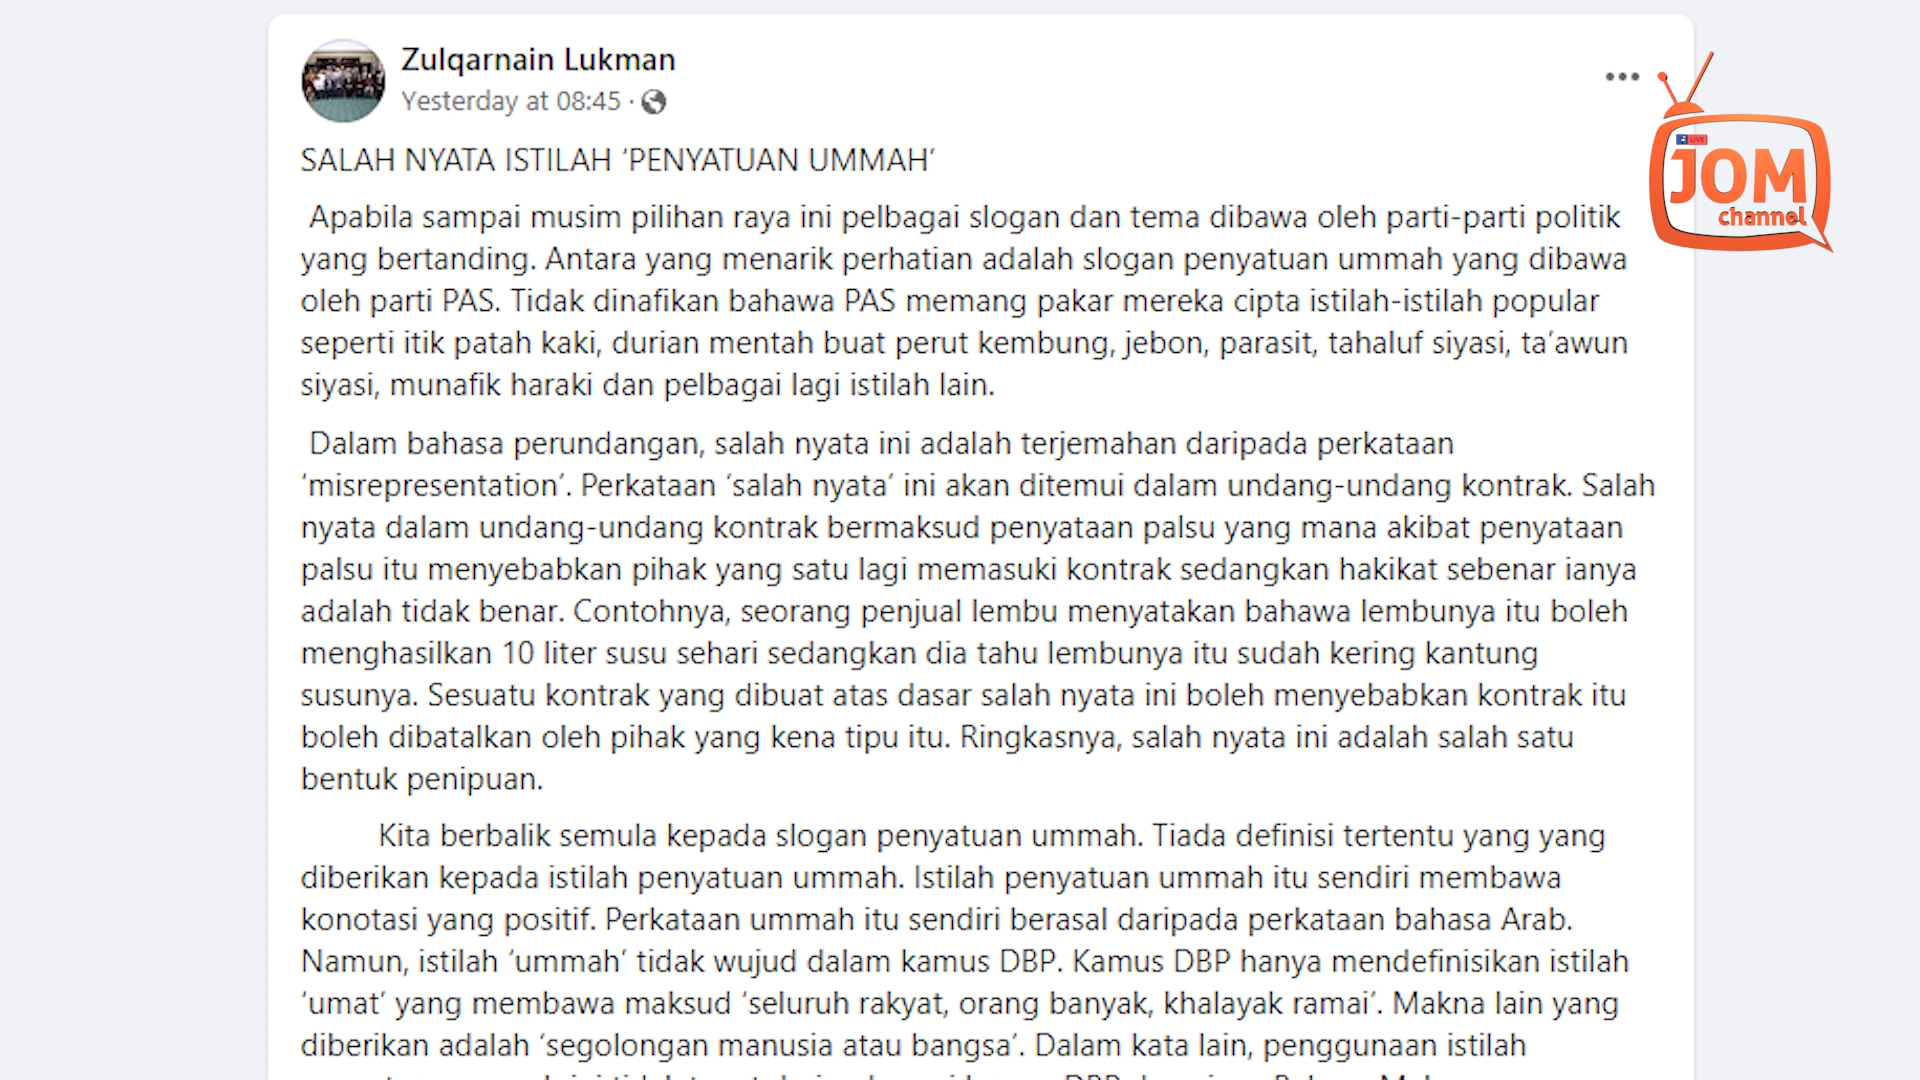 Zulqarnain Lukman
Yesterday at 08:45 ·
LIVE
JOM
channel
SALAH NYATA ISTILAH ‘PENYATUAN UMMAH’
Apabila sampai musim pilihan raya ini pelbagai slogan dan tema dibawa oleh parti-parti politik
yang bertanding. Antara yang menarik perhatian adalah slogan penyatuan ummah yang dibawa
oleh parti PAS. Tidak dinafikan bahawa PAS memang pakar mereka cipta istilah-istilah popular
seperti itik patah kaki, durian mentah buat perut kembung, jebon, parasit, tahaluf siyasi, ta’awun
siyasi, munafik haraki dan pelbagai lagi istilah lain.
Dalam bahasa perundangan, salah nyata ini adalah terjemahan daripada perkataan
‘misrepresentation’. Perkataan ‘salah nyata’ ini akan ditemui dalam undang-undang kontrak. Salah
nyata dalam undang-undang kontrak bermaksud penyataan palsu yang mana akibat penyataan
palsu itu menyebabkan pihak yang satu lagi memasuki kontrak sedangkan hakikat sebenar ianya
adalah tidak benar. Contohnya, seorang penjual lembu menyatakan bahawa lembunya itu boleh
menghasilkan 10 liter susu sehari sedangkan dia tahu lembunya itu sudah kering kantung
susunya. Sesuatu kontrak yang dibuat atas dasar salah nyata ini boleh menyebabkan kontrak itu
boleh dibatalkan oleh pihak yang kena tipu itu. Ringkasnya, salah nyata ini adalah salah satu
bentuk penipuan.
Kita berbalik semula kepada slogan penyatuan ummah. Tiada definisi tertentu yang yang
diberikan kepada istilah penyatuan ummah. Istilah penyatuan ummah itu sendiri membawa
konotasi yang positif. Perkataan ummah itu sendiri berasal daripada perkataan bahasa Arab.
Namun, istilah ‘ummah’ tidak wujud dalam kamus DBP. Kamus DBP hanya mendefinisikan istilah
‘umat’ yang membawa maksud ‘seluruh rakyat, orang banyak, khalayak ramai’. Makna lain yang
diberikan adalah ‘segolongan manusia atau bangsa’. Dalam kata lain, penggunaan istilah